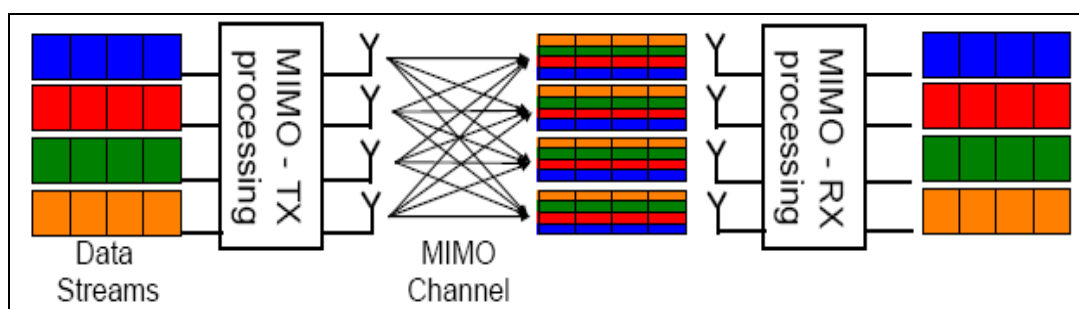 MIMO - TX
processing
MIMO - RX
processing
Data
Streams
MIMO
Channel